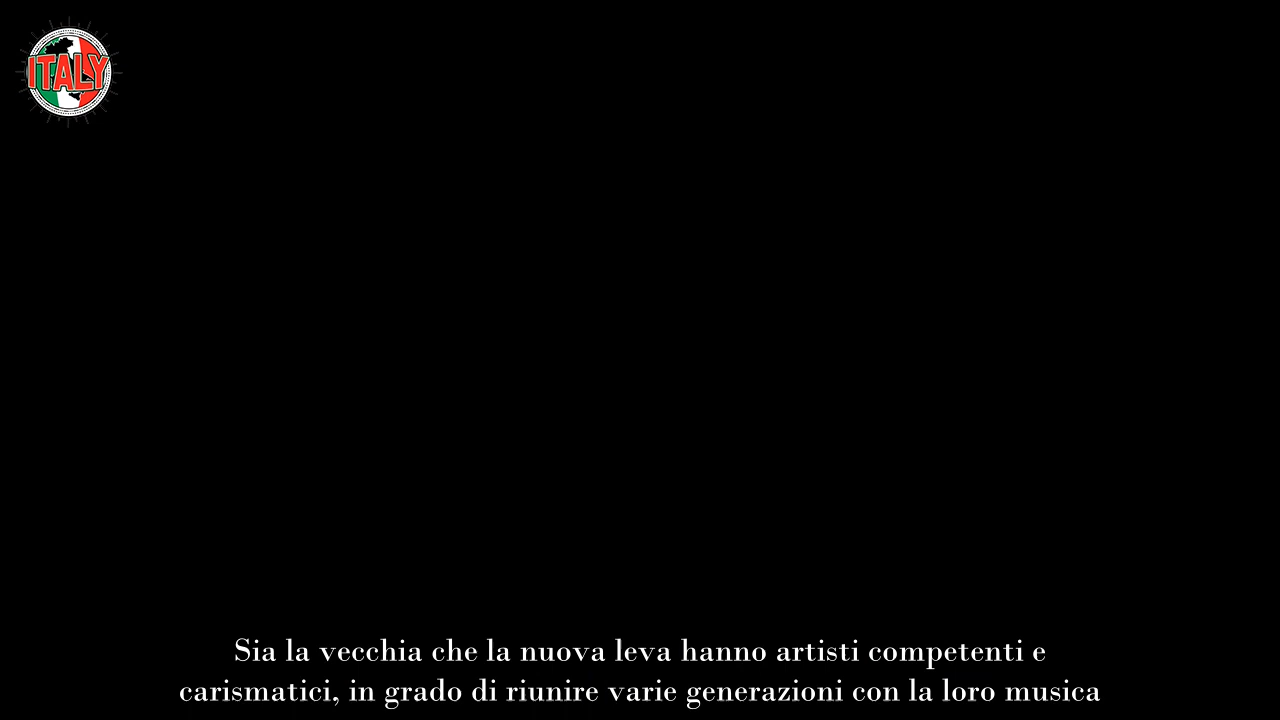 ITALY
Sia la vecchia che la nuova leva hanno artisti competenti e
carismatici, in grado di riunire varie generazioni con la loro musica